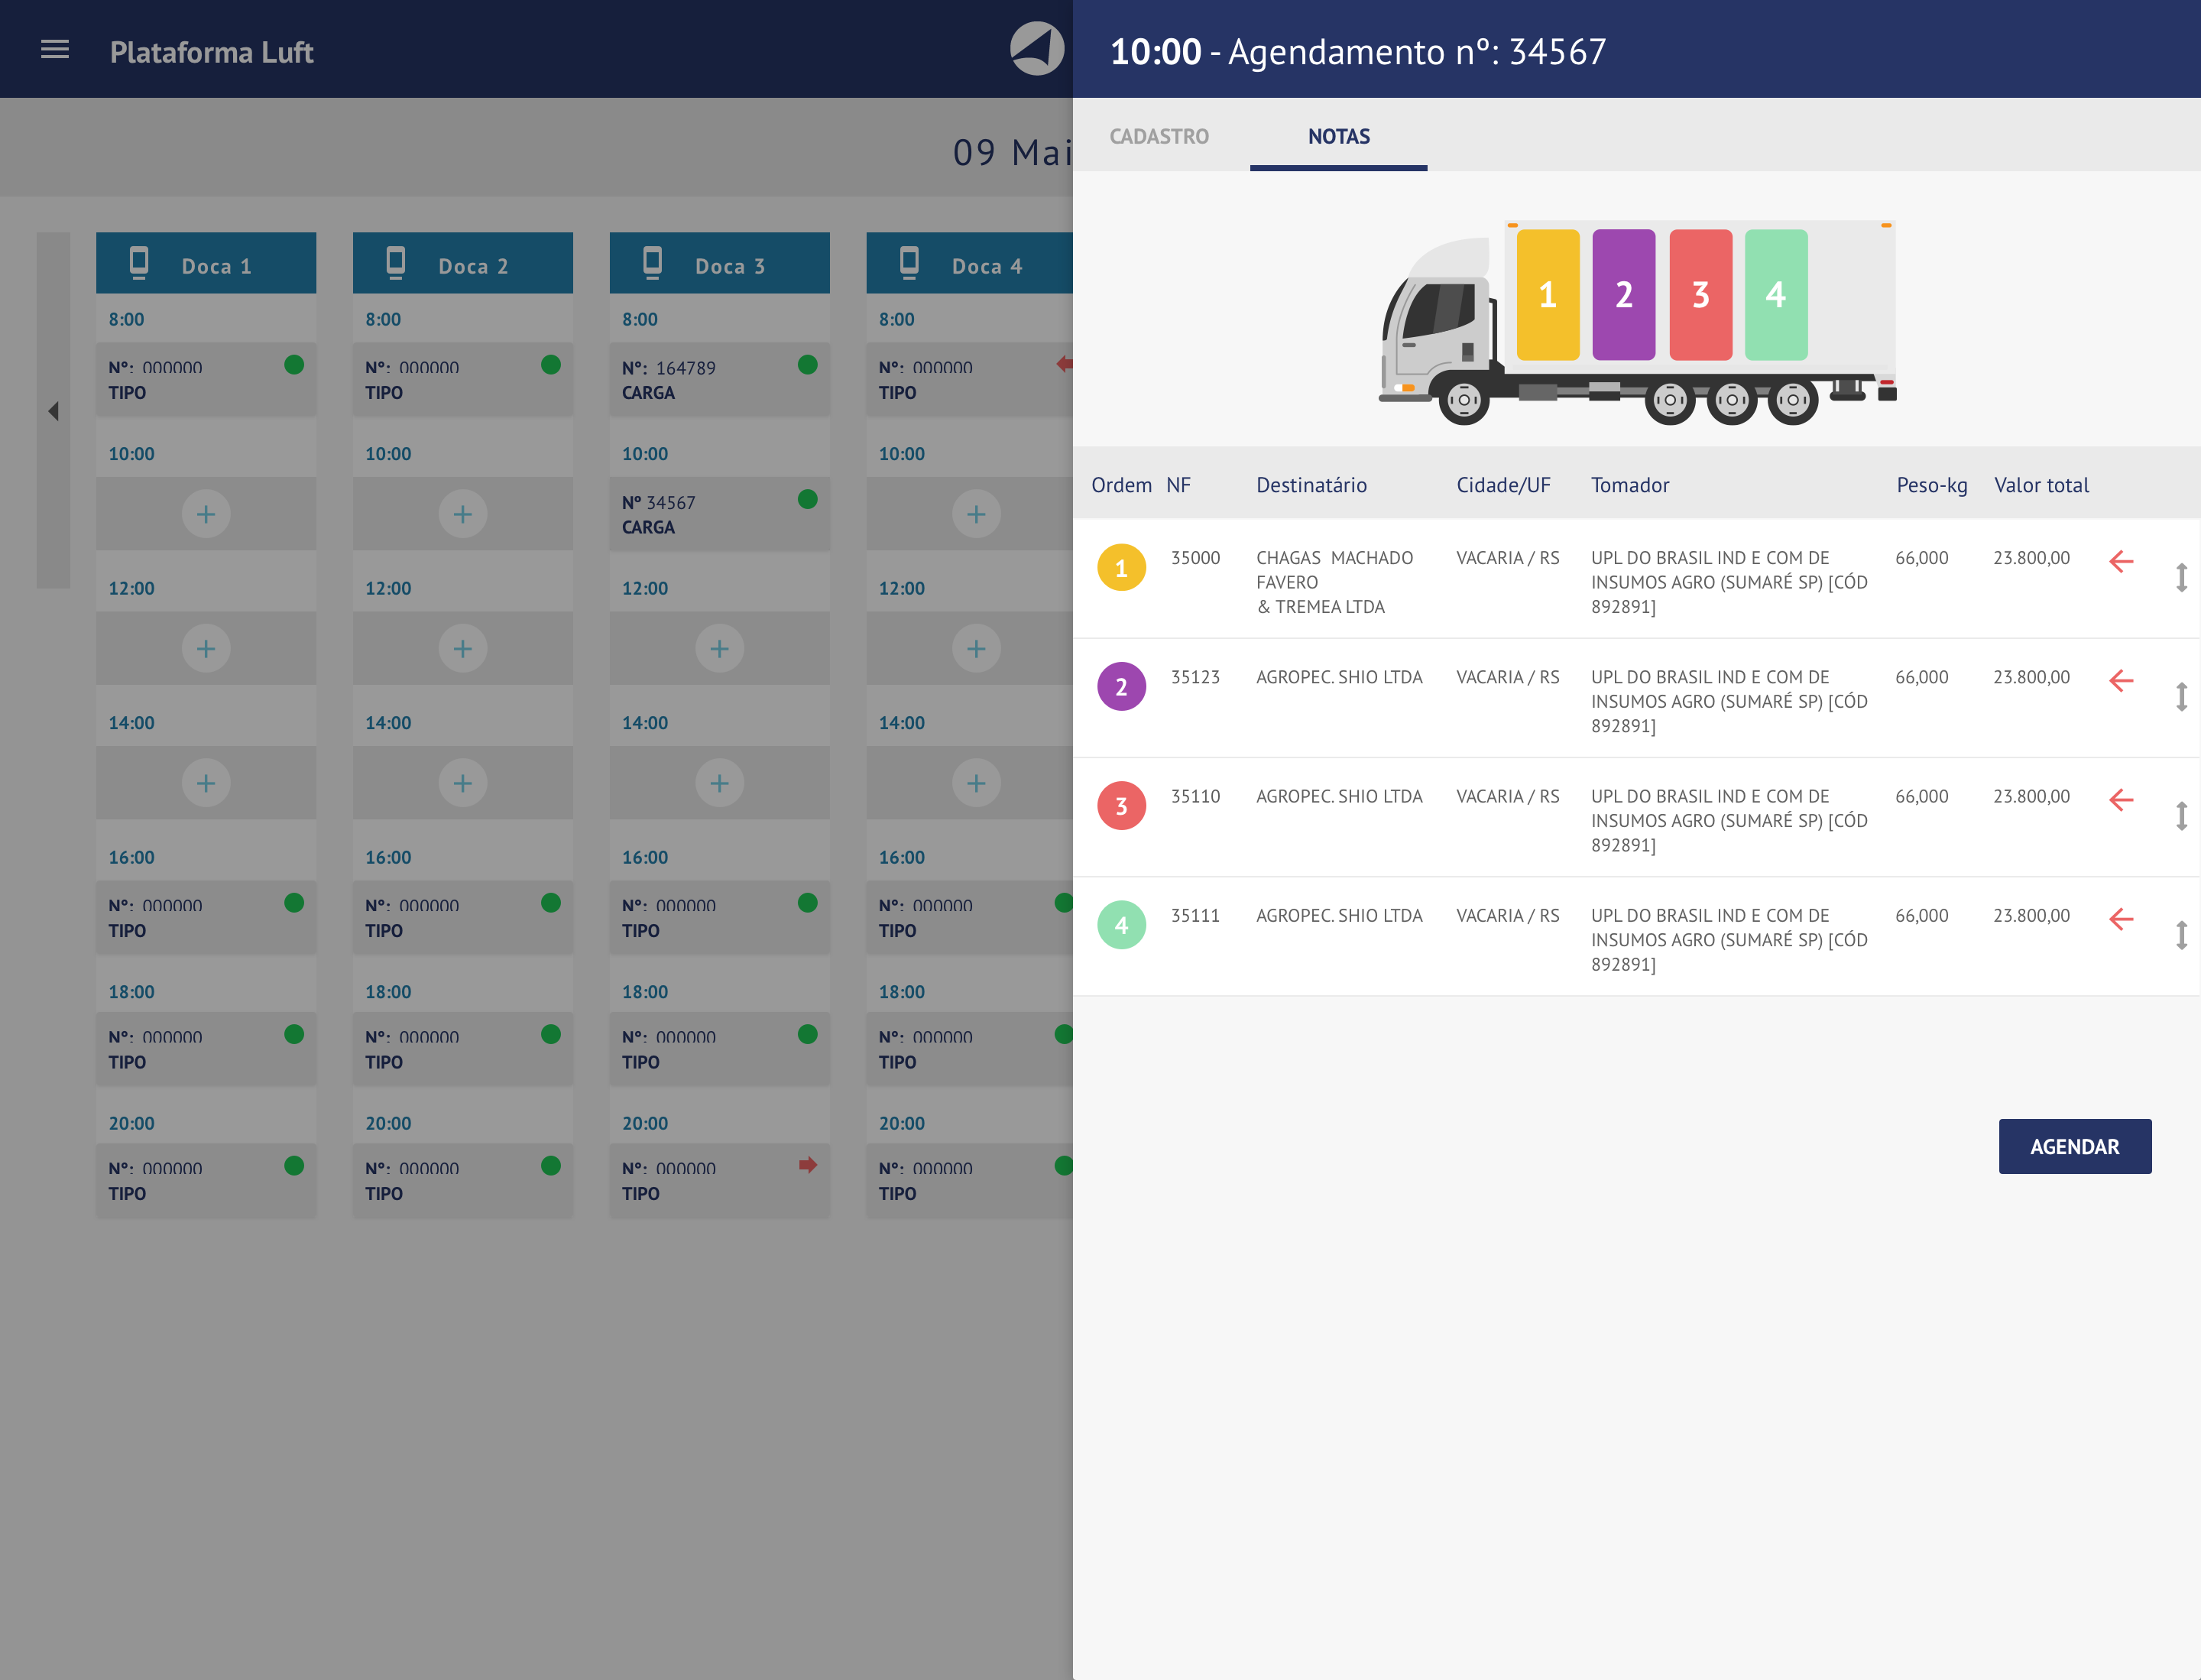 Plataforma Luft
09 Mai
Doca 1
8:00
Nº: 000000
TIPO
10:00
+
12:00
+
14:00
+
16:00
Nº: 000000
TIPO
18:00
Nº: 000000
TIPO
20:00
Nº: 000000
TIPO
Doca 2
8:00
Nº: 000000
TIPO
10:00
+
12:00
+
14:00
+
16:00
Nº: 000000
TIPO
18:00
Nº: 000000
TIPO
20:00
Nº: 000000
TIPO
Doca 3
8:00
Nº: 164789
CARGA
10:00
Nº 34567
CARGA
12:00
+
14:00
+
16:00
Nº: 000000
TIPO
18:00
Nº: 000000
TIPO
20:00
Nº: 000000
TIPO
Doca 4
8:00
Nº: 000000
TIPO
10:00
+
12:00
+
14:00
+
16:00
Nº: 000000
TIPO
18:00
Nº: 000000
TIPO
20:00
Nº: 000000
TIPO
10:00 - Agendamento nº: 34567
CADASTRO NOTAS
1 2 3 4
Ordem NF Destinatário Cidade/UF Tomador Peso-kg Valor total
1 35000 CHAGAS MACHADO VACARIA / RS UPL DO BRASIL IND E COM DE 66,000 23.800,00
FAVERO INSUMOS AGRO (SUMARÉ SP) [CÓD
& TREMEA LTDA 892891]
2 35123 AGROPEC. SHIO LTDA VACARIA / RS UPL DO BRASIL IND E COM DE 66,000 23.800,00
INSUMOS AGRO (SUMARÉ SP) [CÓD
892891]
3 35110 AGROPEC. SHIO LTDA VACARIA / RS UPL DO BRASIL IND E COM DE 66,000 23.800,00
INSUMOS AGRO (SUMARÉ SP) [CÓD
892891]
4 35111 AGROPEC. SHIO LTDA VACARIA / RS UPL DO BRASIL IND E COM DE 66,000 23.800,00
INSUMOS AGRO (SUMARÉ SP) [CÓD
892891]
AGENDAR